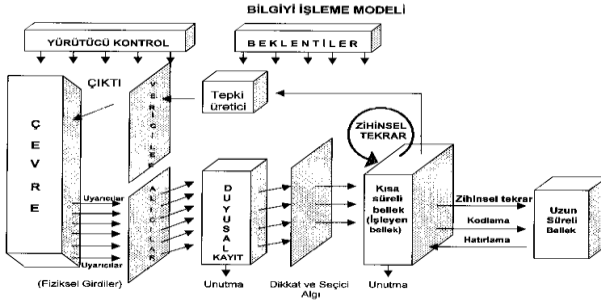 BİLGİYİ İŞLEME MODELİ
YÜRÜTÜCÜ KONTROL
BEKLENTİLER
ÇIKTI
VERİCİLER
Tepki
üretici
ZİHİNSEL
TEKRAR
ÇEVRE
Uyarıcılar
Uyarıcılar
(Fiziksel Girdiler)
ALICILAR
DUYUSAL
KAYIT
Unutma
Dikkat ve Seçici
Algı
Kısa
süreli
bellek
(İşleyen
bellek)
Unutma
Zihinsel tekrar
Kodlama
Hatırlama
Uzun
Süreli
Bellek